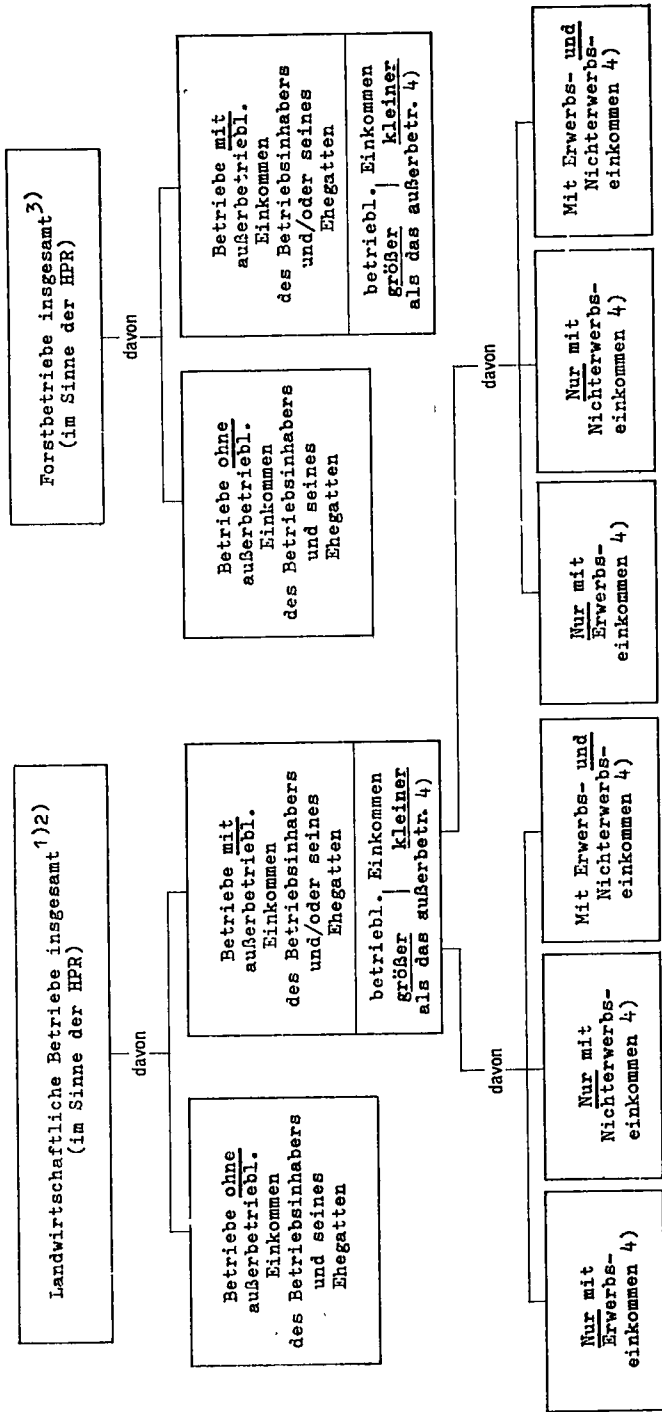 Landwirtschaftliche Betriebe insgesamt 1)2)
(im Sinne der HPR)
davon
Betriebe ohne
außerbetriebl.
Einkommen
des Betriebsinhabers
und seines
Ehegatten
Betriebe mit
außerbetriebl.
Einkommen
des Betriebsinhabers
und/oder seines
Ehegatten
betriebl. Einkommen
größer | kleiner
als das außerbetr. 4)
davon
Nur mit
Erwerbs-
einkommen 4)
Nur mit
Nichterwerbs-
einkommen 4)
Mit Erwerbs- und
Nichterwerbs-
einkommen 4)
davon
Nur mit
Erwerbs-
einkommen 4)
Nur mit
Nichterwerbs-
einkommen 4)
Mit Erwerbs- und
Nichterwerbs-
einkommen 4)
Forstbetriebe insgesamt 3)
(im Sinne der HPR)
davon
Betriebe ohne
außerbetriebl.
Einkommen
des Betriebsinhabers
und seines
Ehegatten
Betriebe mit
außerbetriebl.
Einkommen
des Betriebsinhabers
und/oder seines
Ehegatten
betriebl. Einkommen
größer | kleiner
als das außerbetr. 4)